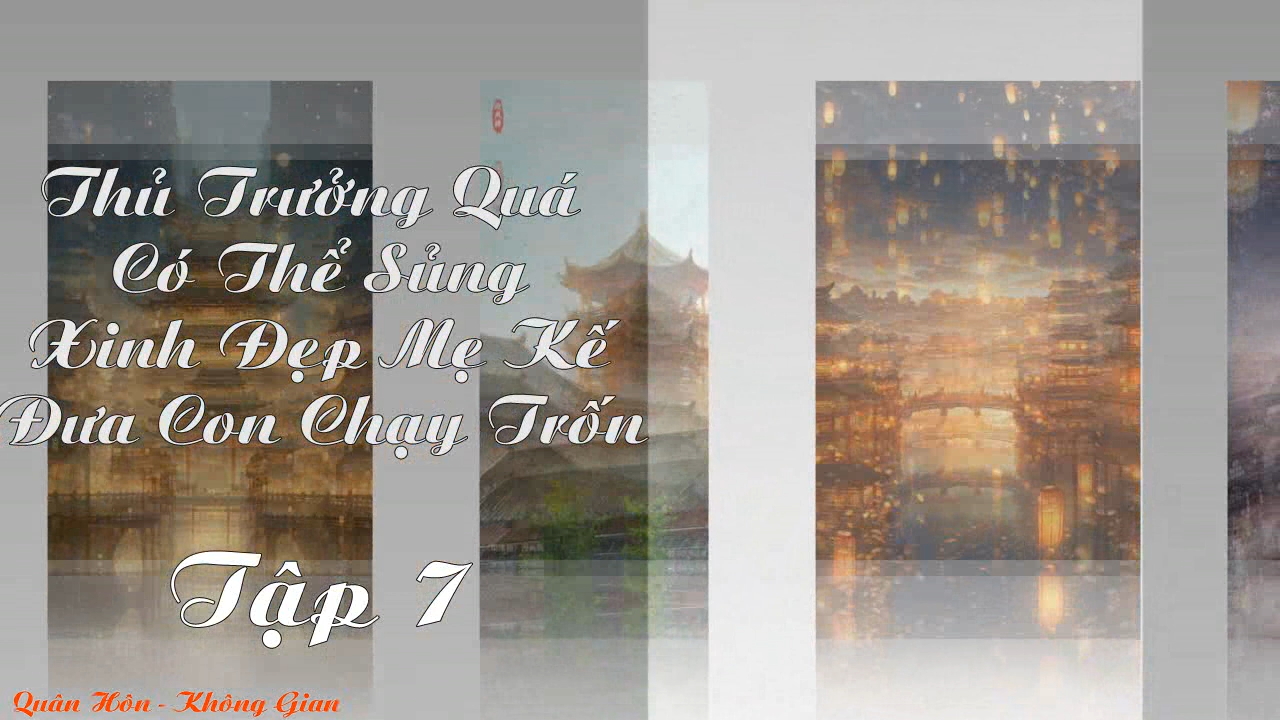 Thủ Trưởng Quá
Có Thể Sủng
Xinh Đẹp Mẹ Kế
Đưa Con Chạy Trốn
Tập 7
Quân Hôn - Không Gian